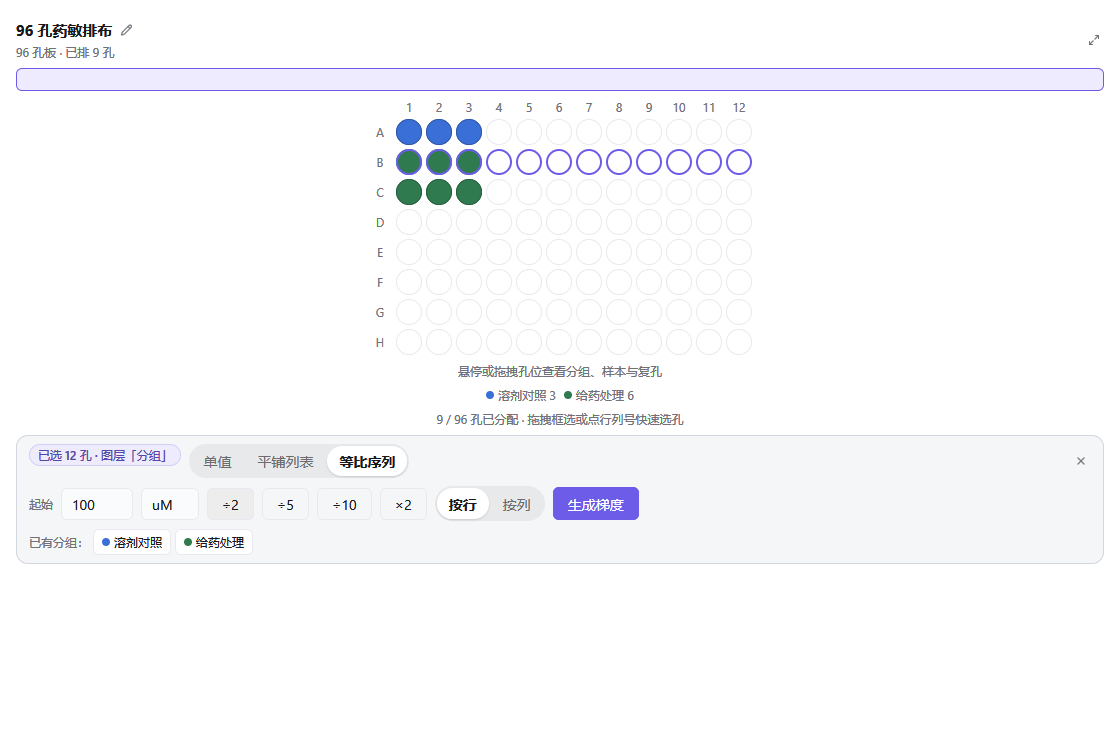 96 孔药敏排布
96 孔板 · 已排 9 孔
1 2 3 4 5 6 7 8 9 10 11 12
A
B
C
D
E
F
G
H
悬停或拖拽孔位查看分组、样本与复孔
溶剂对照 3 给药处理 6
9 / 96 孔已分配 · 拖拽框选或点行列号快速选孔
已选 12 孔 · 图层「分组」 单值 平铺列表 等比序列 ×
起始 100 uM ÷2 ÷5 ÷10 ×2 按行 按列 生成梯度
已有分组： 溶剂对照 给药处理